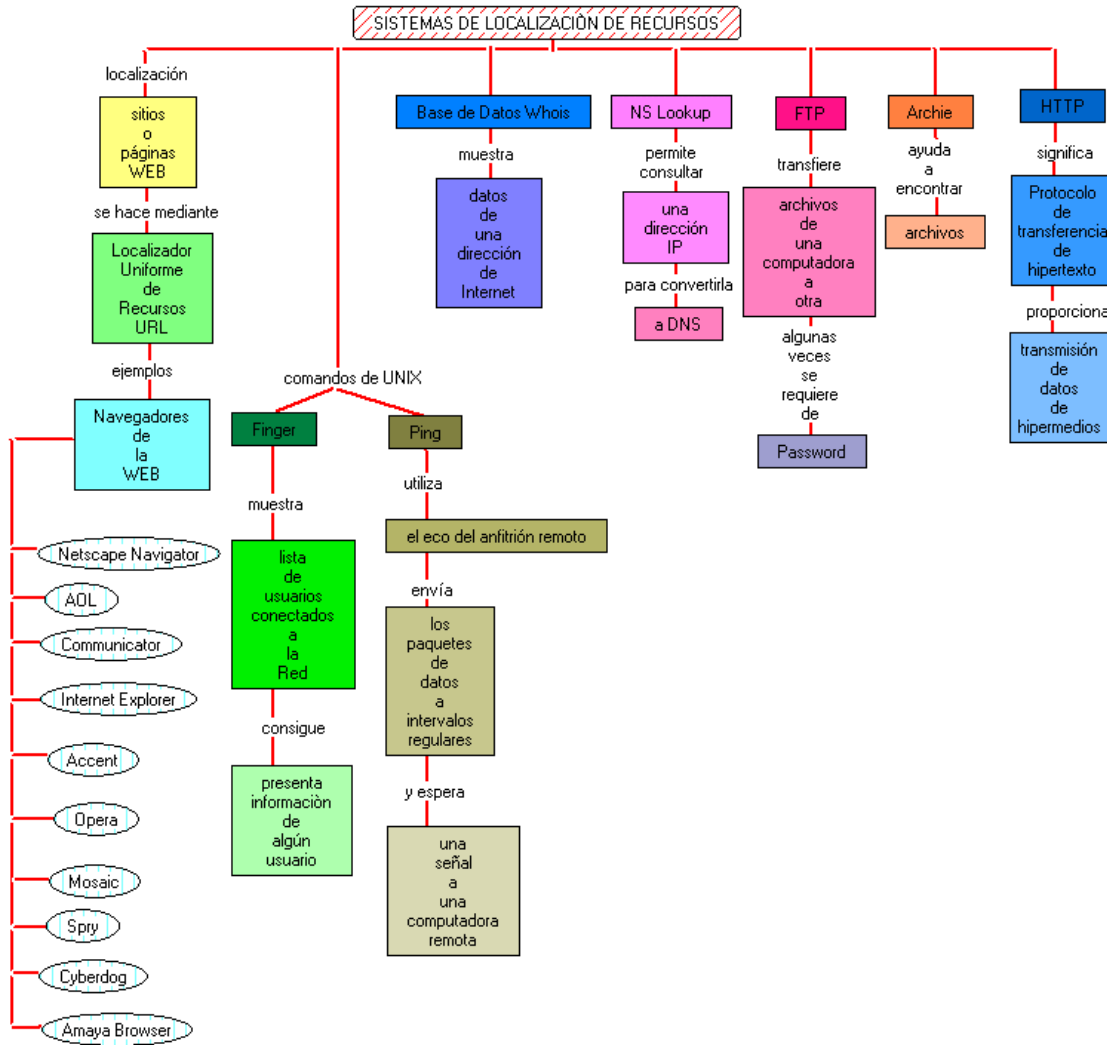 SISTEMAS DE LOCALIZACIÒN DE RECURSOS
localización
sitios
o
páginas
WEB
se hace mediante
Localizador
Uniforme
de
Recursos
URL
ejemplos
Navegadores
de
la
WEB
Netscape Navigator
AOL
Communicator
Internet Explorer
Accent
Opera
Mosaic
Spry
Cyberdog
Amaya Browser
comandos de UNIX
Finger
muestra
lista
de
usuarios
conectados
a
la
Red
consigue
presenta
informaciòn
de
algún
usuario
Ping
utiliza
el eco del anfitrión remoto
envía
los
paquetes
de
datos
a
intervalos
regulares
y espera
una
señal
a
una
computadora
remota
Base de Datos Whois
muestra
datos
de
una
dirección
de
Internet
NS Lookup
permite
consultar
una
dirección
IP
para convertirla
a DNS
FTP
transfiere
archivos
de
una
computadora
a
otra
algunas
veces
se
requiere
de
Password
Archie
ayuda
a
encontrar
archivos
HTTP
significa
Protocolo
de
transferencia
de
hipertexto
proporciona
transmisión
de
datos
de
hipermedios